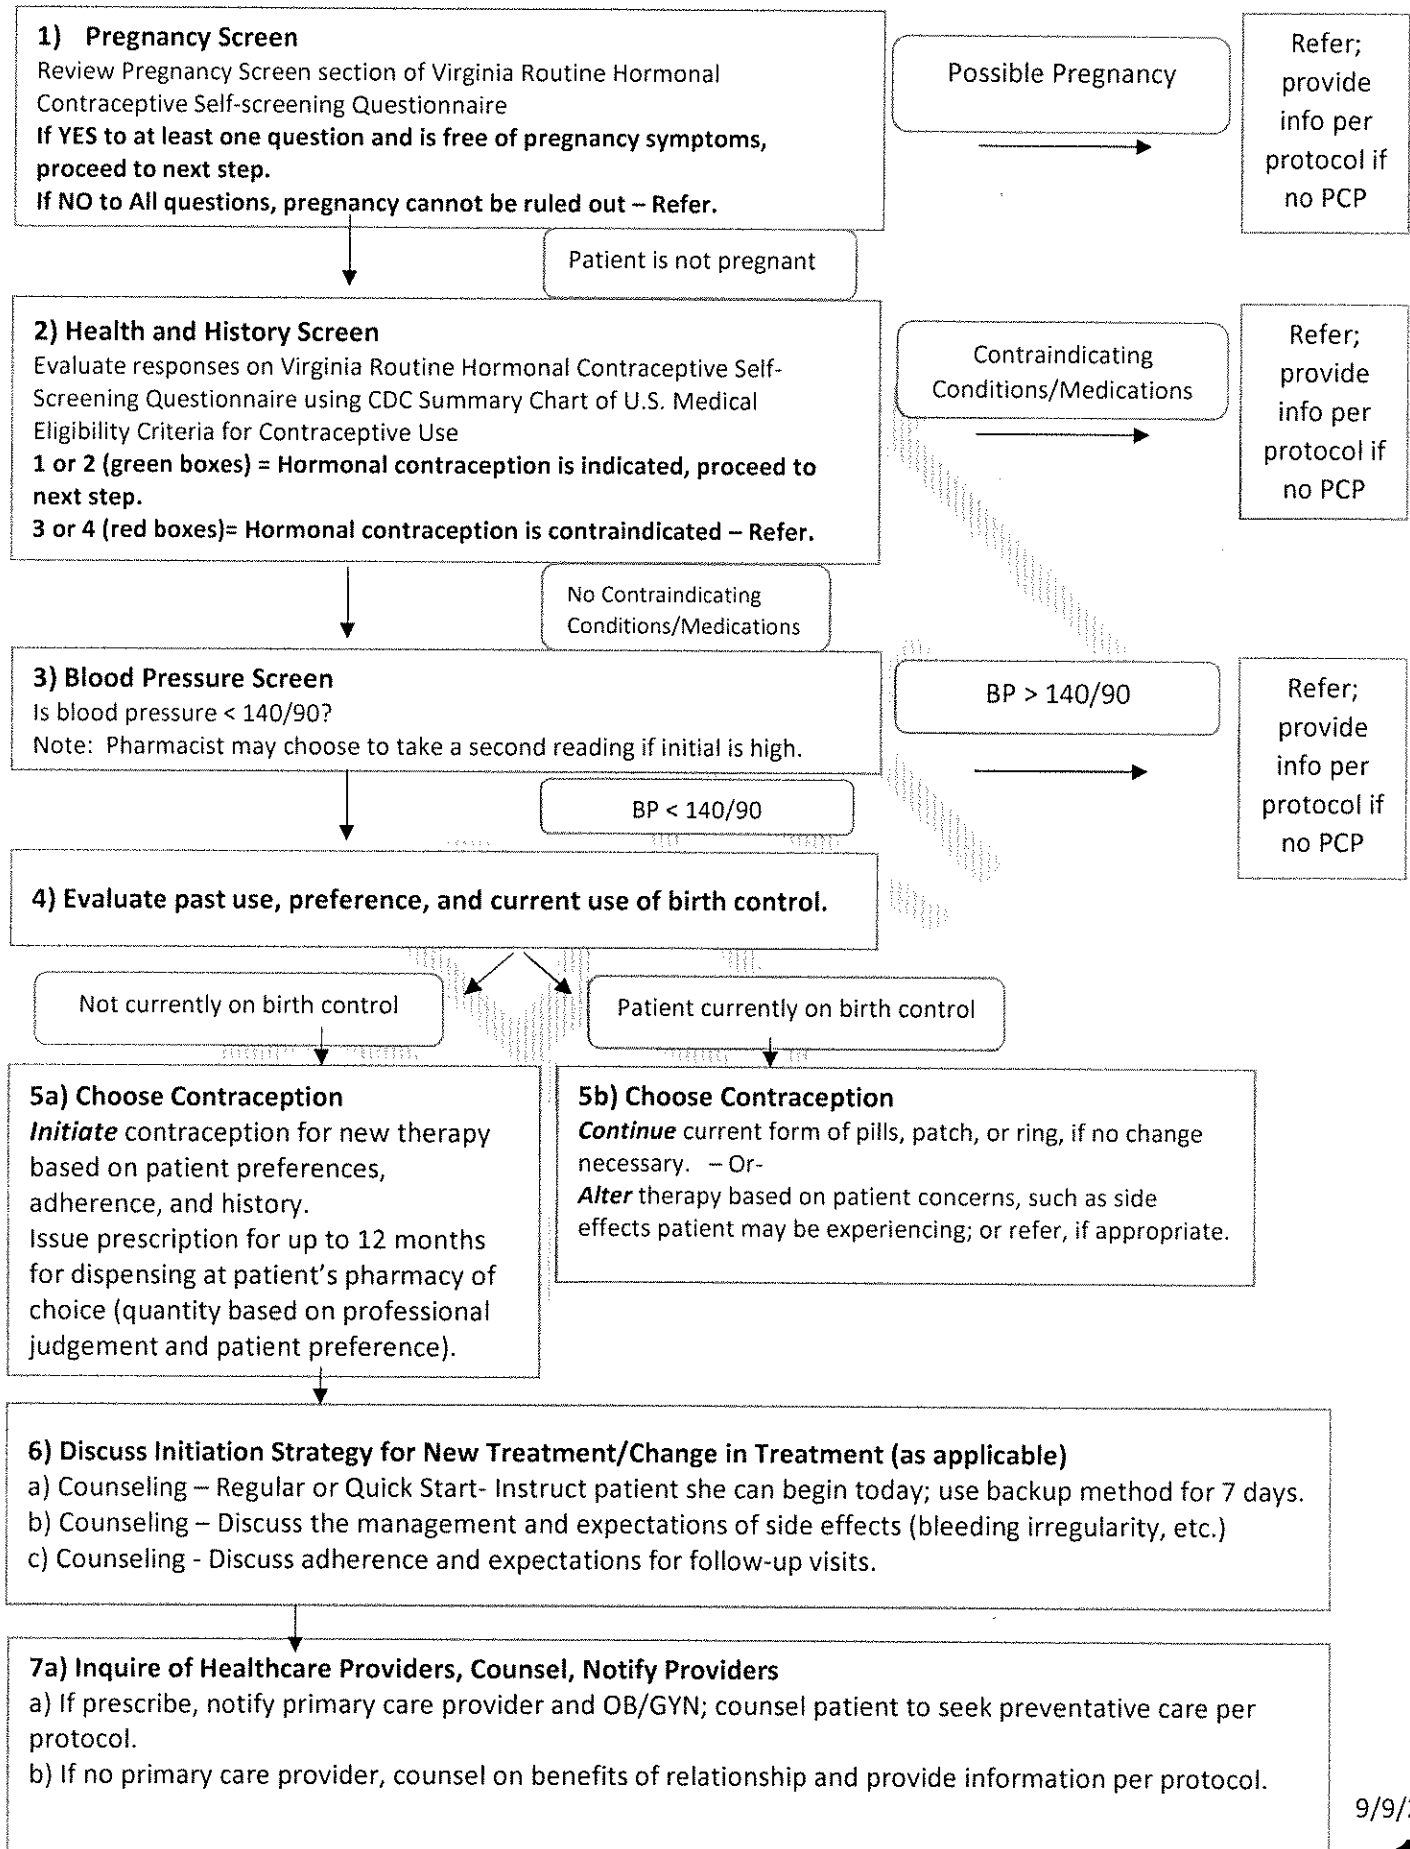 1) Pregnancy Screen
Review Pregnancy Screen section of Virginia Routine Hormonal
Contraceptive Self-screening Questionnaire
If YES to at least one question and is free of pregnancy symptoms,
proceed to next step.
If NO to All questions, pregnancy cannot be ruled out – Refer.
Possible Pregnancy
Refer;
provide
info per
protocol if
no PCP
Patient is not pregnant
2) Health and History Screen
Evaluate responses on Virginia Routine Hormonal Contraceptive Self-
Screening Questionnaire using CDC Summary Chart of U.S. Medical
Eligibility Criteria for Contraceptive Use
1 or 2 (green boxes) = Hormonal contraception is indicated, proceed to
next step.
3 or 4 (red boxes)= Hormonal contraception is contraindicated – Refer.
Contraindicating
Conditions/Medications
Refer;
provide
info per
protocol if
no PCP
No Contraindicating
Conditions/Medications
3) Blood Pressure Screen
Is blood pressure < 140/90?
Note: Pharmacist may choose to take a second reading if initial is high.
BP > 140/90
Refer;
provide
info per
protocol if
no PCP
BP < 140/90
4) Evaluate past use, preference, and current use of birth control.
Not currently on birth control
Patient currently on birth control
5a) Choose Contraception
Initiate contraception for new therapy
based on patient preferences,
adherence, and history.
Issue prescription for up to 12 months
for dispensing at patient's pharmacy of
choice (quantity based on professional
judgement and patient preference).
5b) Choose Contraception
Continue current form of pills, patch, or ring, if no change
necessary. – Or-
Alter therapy based on patient concerns, such as side
effects patient may be experiencing; or refer, if appropriate.
6) Discuss Initiation Strategy for New Treatment/Change in Treatment (as applicable)
a) Counseling – Regular or Quick Start- Instruct patient she can begin today; use backup method for 7 days.
b) Counseling – Discuss the management and expectations of side effects (bleeding irregularity, etc.)
c) Counseling - Discuss adherence and expectations for follow-up visits.
7a) Inquire of Healthcare Providers, Counsel, Notify Providers
a) If prescribe, notify primary care provider and OB/GYN; counsel patient to seek preventative care per
protocol.
b) If no primary care provider, counsel on benefits of relationship and provide information per protocol.
9/9/